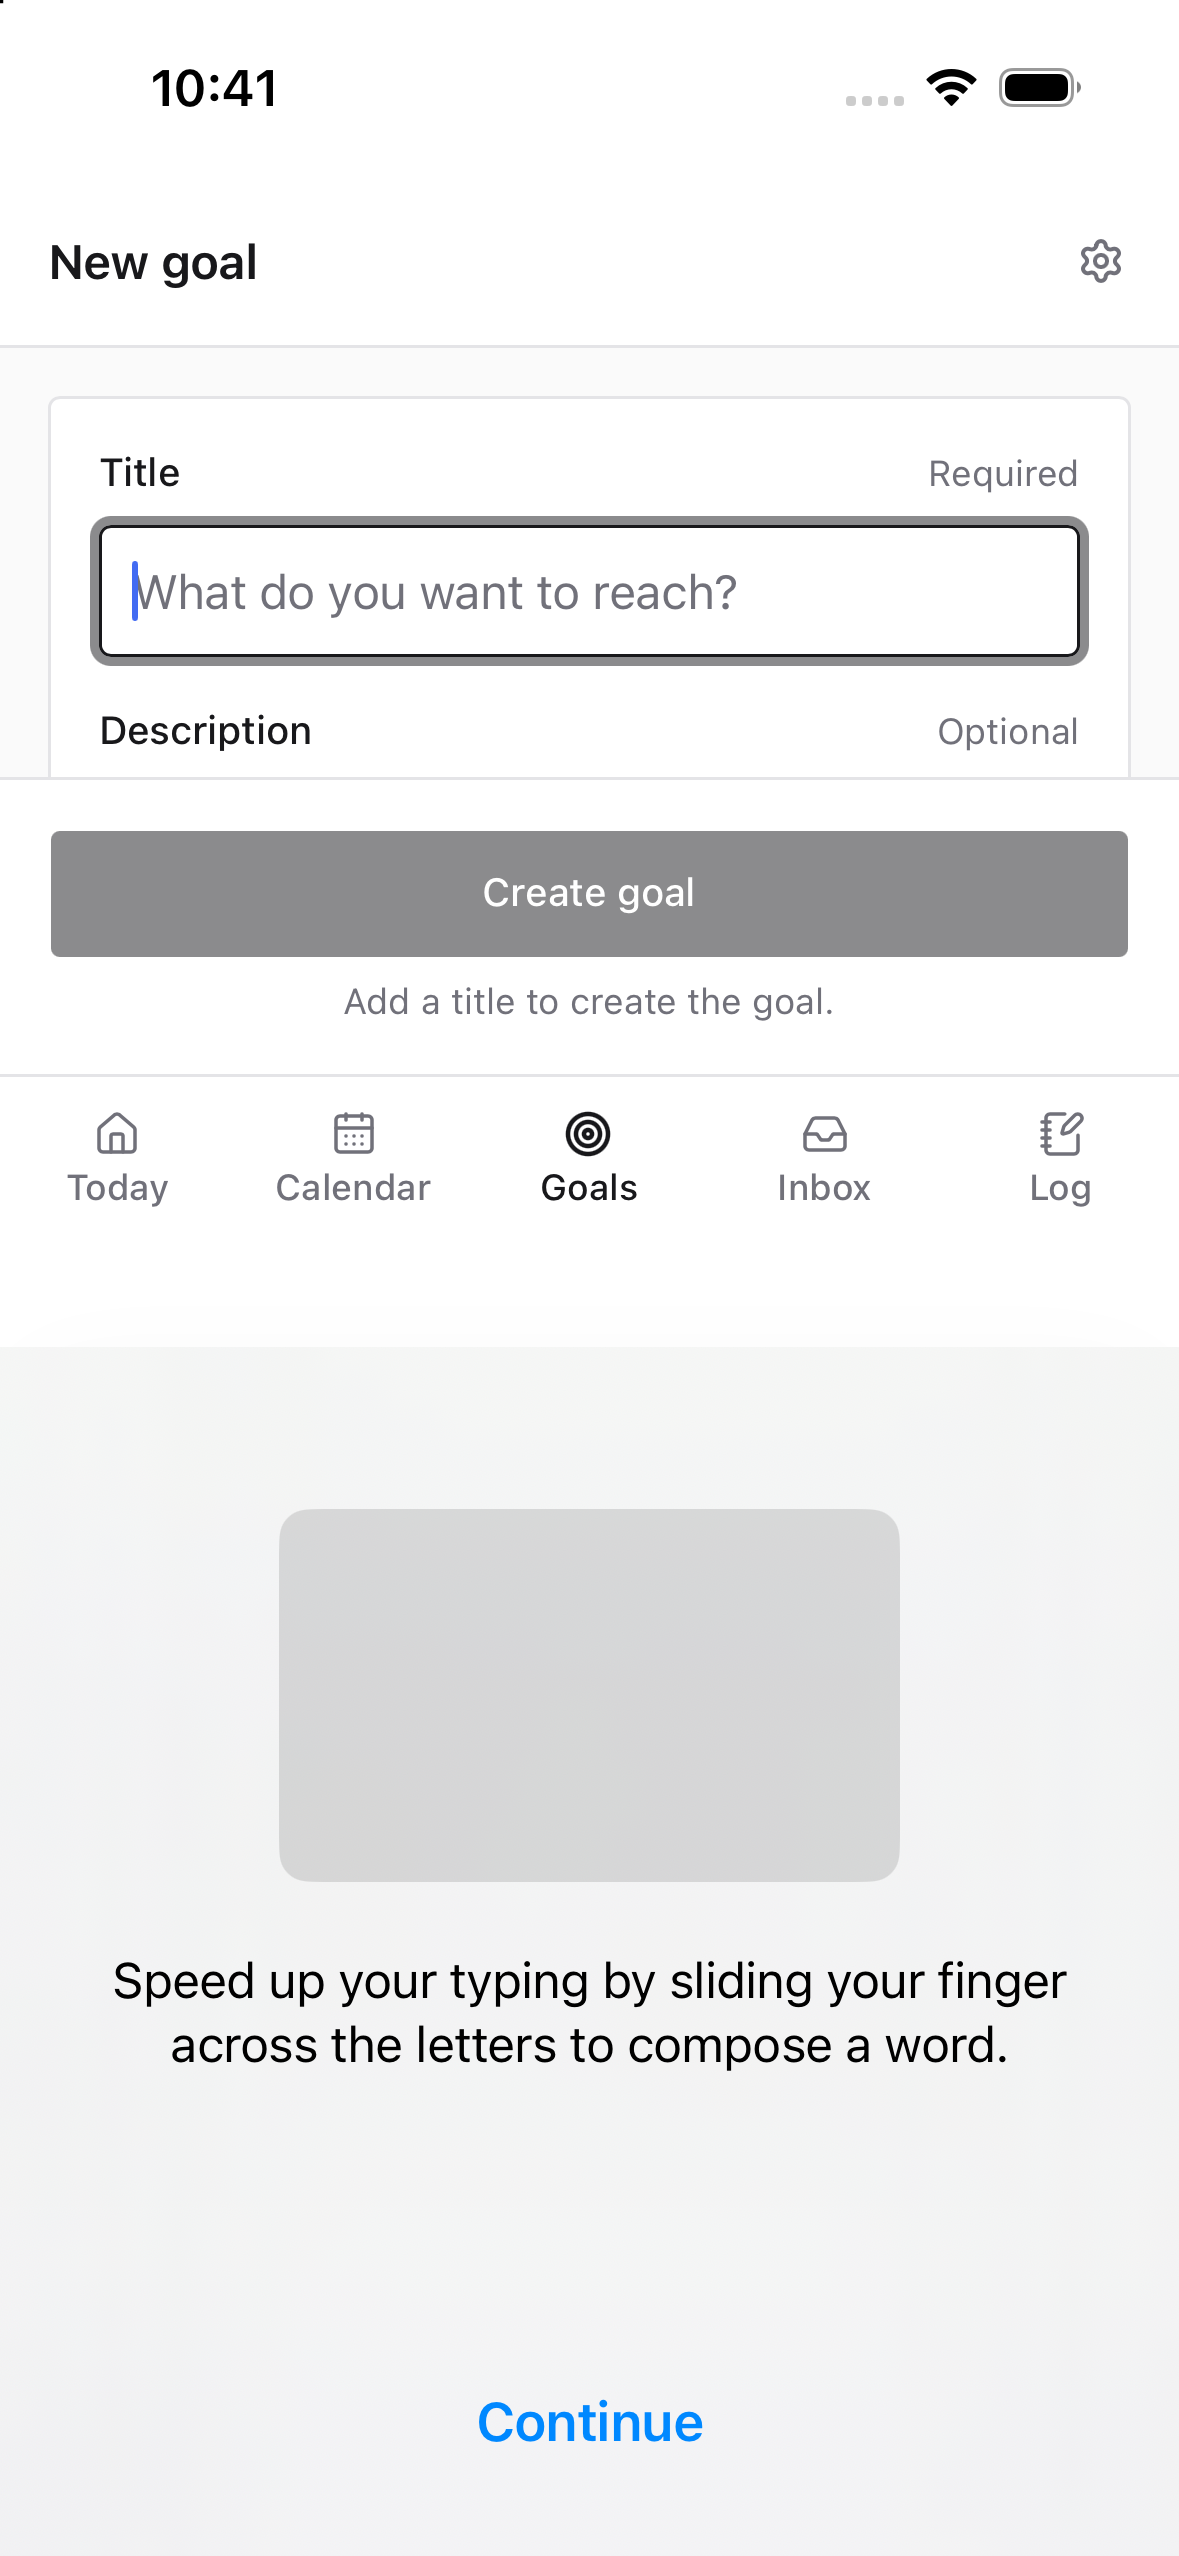 10:41
New goal
Title
Required
What do you want to reach?
Description
Optional
Create goal
Add a title to create the goal.
Today
Calendar
Goals
Inbox
Log
Speed up your typing by sliding your finger
across the letters to compose a word.
Continue